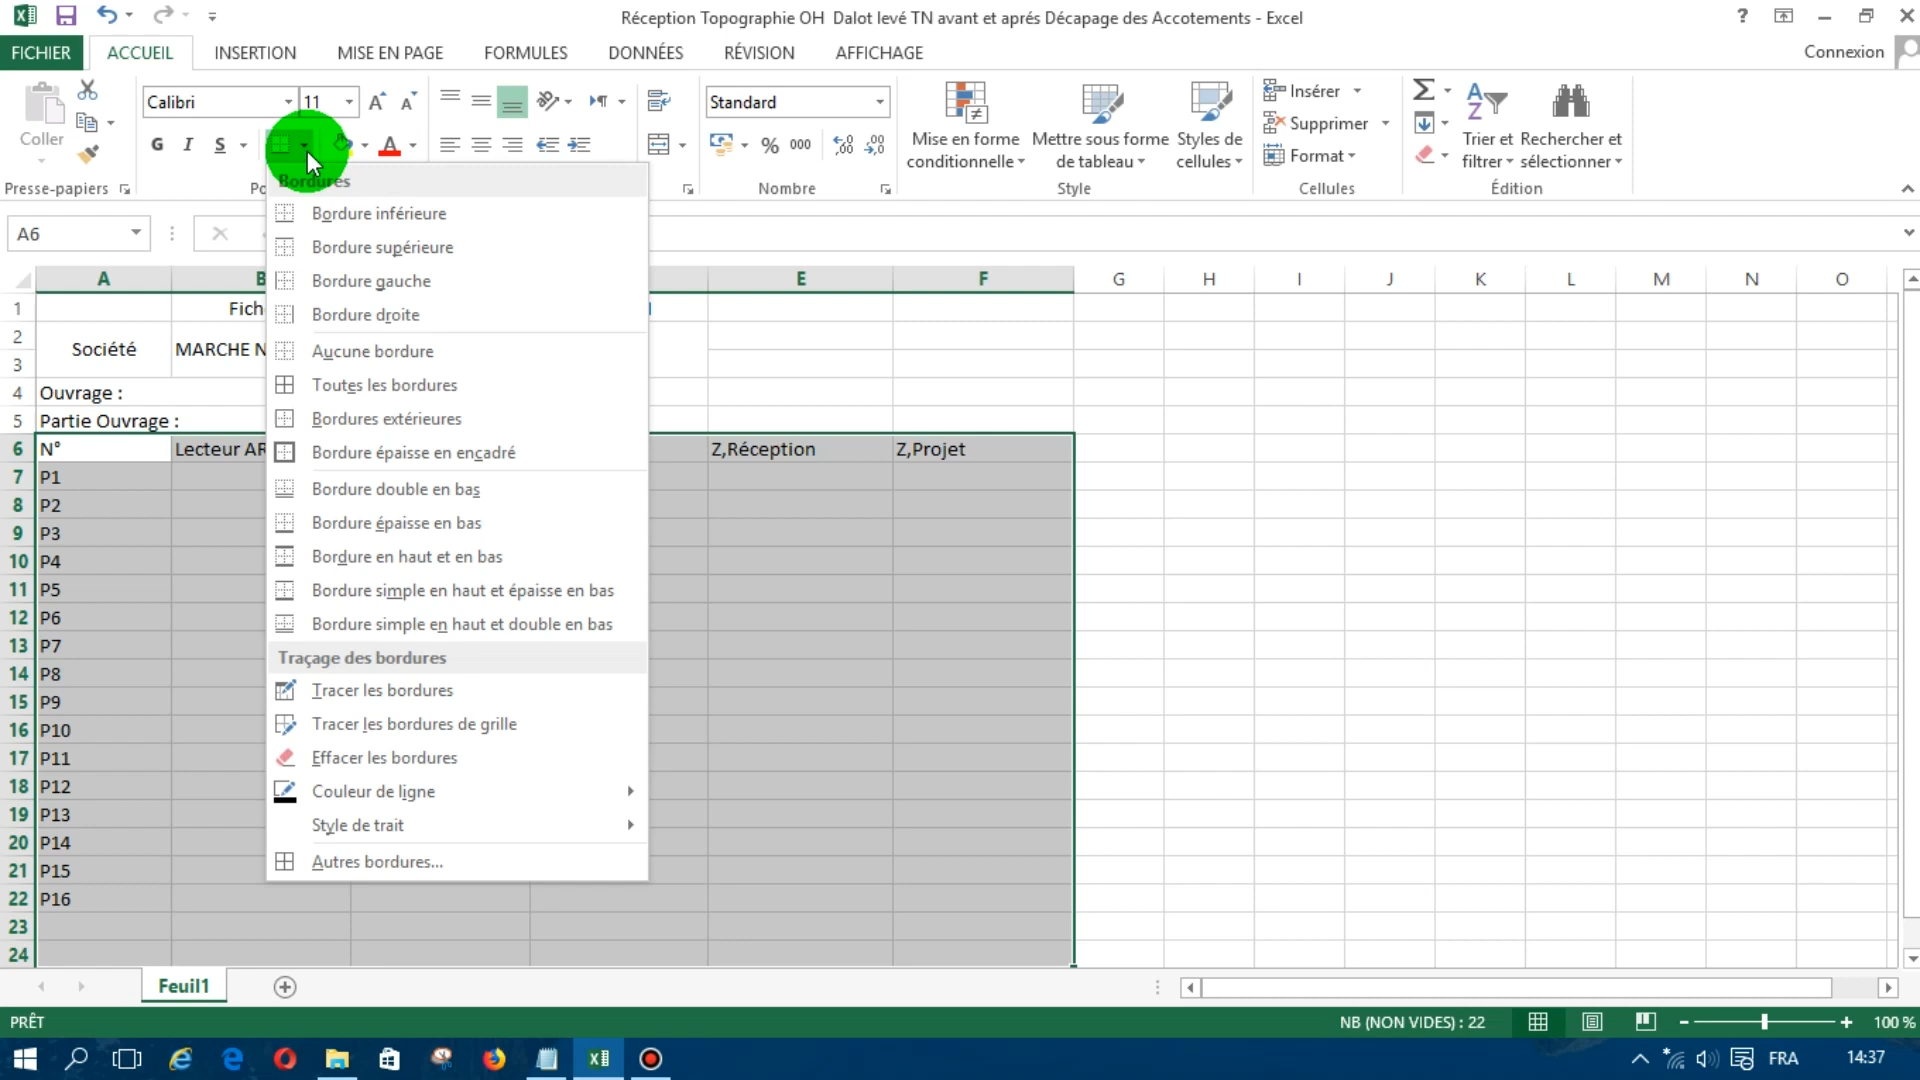 Réception Topographie OH  Dalot levé TN avant et aprés Décapage des Accotements - Excel
?
FICHIER ACCUEIL INSERTION MISE EN PAGE FORMULES DONNÉES RÉVISION AFFICHAGE Connexion
Coller
Presse-papiers
Calibri 11
G I S A
Standard
% 000
Nombre
Mise en forme conditionnelle
Mettre sous forme de tableau
Styles de cellules
Style
Insérer
Supprimer
Format
Cellules
Trier et filtrer
Rechercher et sélectionner
Édition
A6
Bordures
Bordure inférieure
Bordure supérieure
Bordure gauche
Bordure droite
Aucune bordure
Toutes les bordures
Bordures extérieures
Bordure épaisse en encadré
Bordure double en bas
Bordure épaisse en bas
Bordure en haut et en bas
Bordure simple en haut et épaisse en bas
Bordure simple en haut et double en bas
Traçage des bordures
Tracer les bordures
Tracer les bordures de grille
Effacer les bordures
Couleur de ligne
Style de trait
Autres bordures...
A E F G H I J K L M N O
1
2 Société MARCHE N
3
4 Ouvrage :
5 Partie Ouvrage :
6 N° Lecteur Z,Réception Z,Projet
7 P1
8 P2
9 P3
10 P4
11 P5
12 P6
13 P7
14 P8
15 P9
16 P10
17 P11
18 P12
19 P13
20 P14
21 P15
22 P16
23
24
Feuil1
PRÊT NB (NON VIDES) : 22 100 %
FRA 14:37